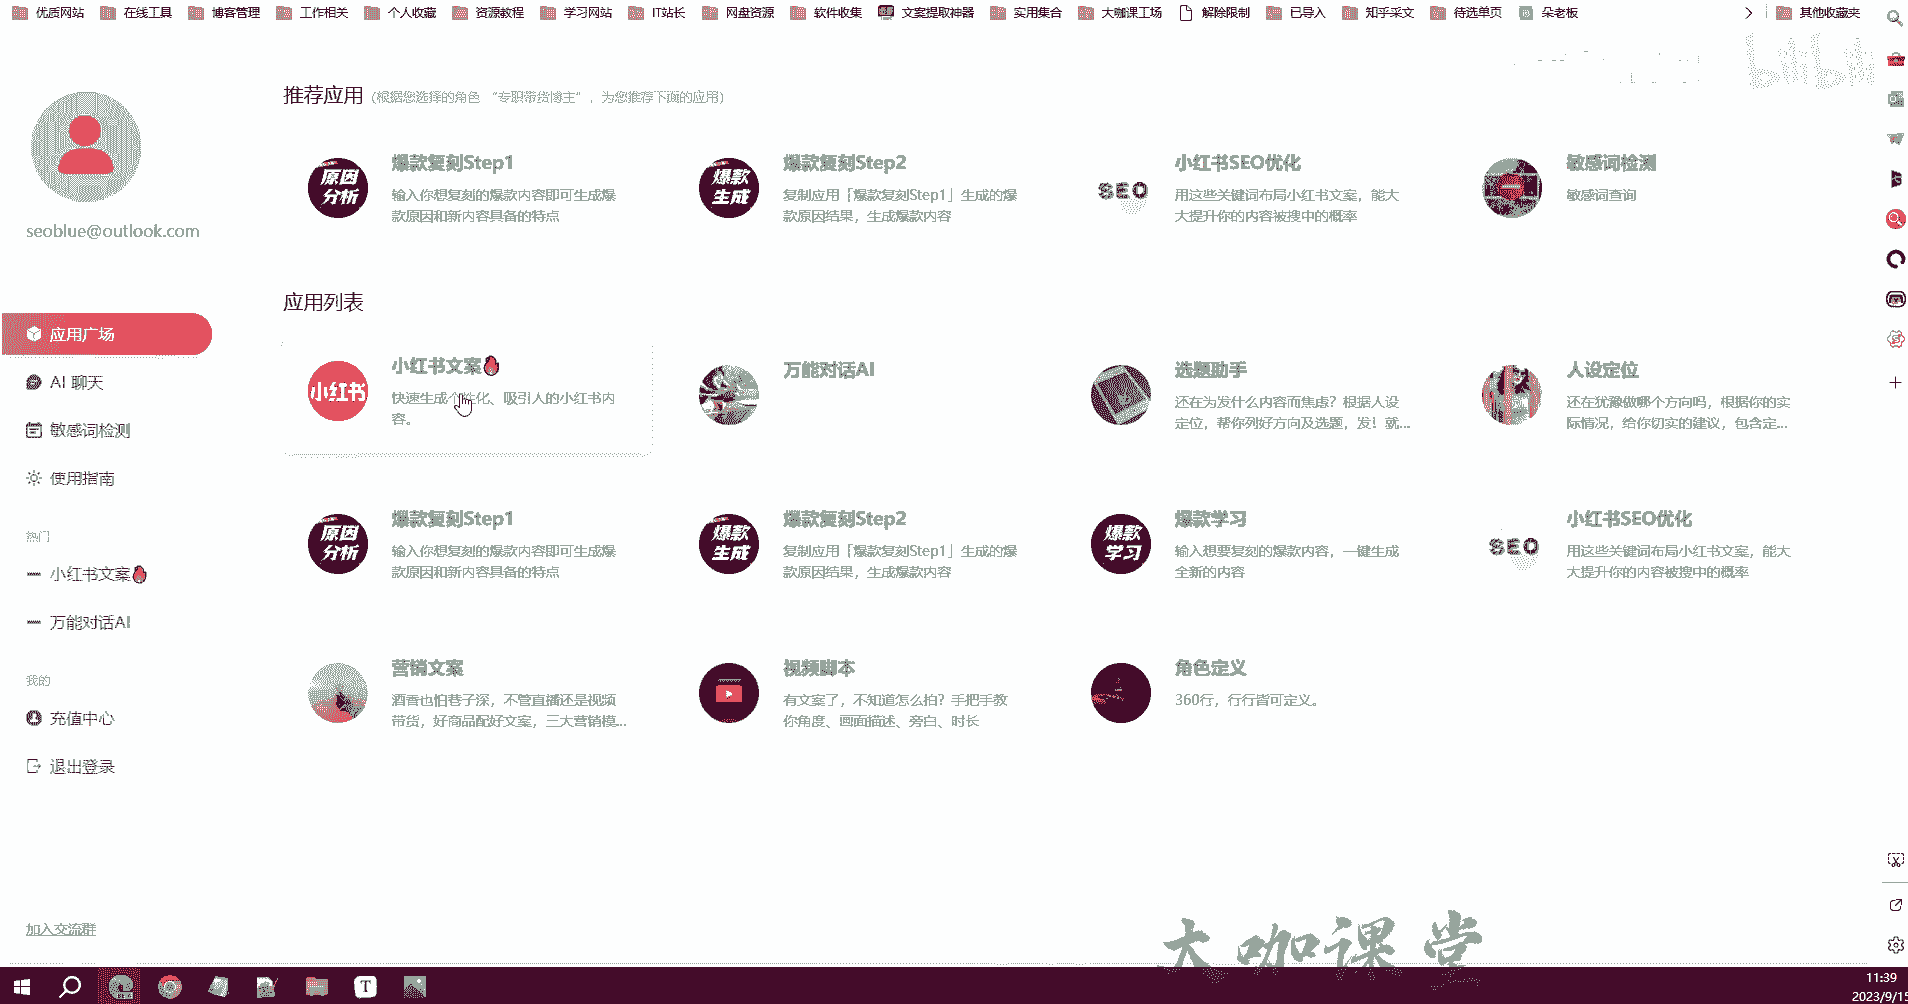 优质网站 在线工具 博客管理 工作相关 个人收藏 资源教程 学习网站 IT站长 网盘资源 软件收集 文案提取神器 实用集合 大咖课工场 解除限制 已导入 知乎采文 待选单页 朵老板 其他收藏夹
bilibili
推荐应用（根据您选择的角色 “专职带货博主”，为您推荐下面的应用）
seoblue@outlook.com
原因分析
爆款复刻Step1
输入你想复刻的爆款内容即可生成爆
款原因和新内容具备的特点
爆款生成
爆款复刻Step2
复制应用「爆款复刻Step1」生成的爆
款原因结果，生成爆款内容
SEO
小红书SEO优化
用这些关键词布局小红书文案，能大
大提升你的内容被搜中的概率
敏感词检测
敏感词查询
应用列表
应用广场
AI 聊天
敏感词检测
使用指南
热门
小红书文案🔥
万能对话AI
我的
充值中心
退出登录
加入交流群
小红书
小红书文案🔥
快速生成个性化、吸引人的小红书内
容。
万能对话AI
选题助手
还在为发什么内容而焦虑？根据人设
定位，帮你列好方向及选题，发！就...
人设定位
还在犹豫做哪个方向吗，根据你的实
际情况，给你切实的建议，包含定...
原因分析
爆款复刻Step1
输入你想复刻的爆款内容即可生成爆
款原因和新内容具备的特点
爆款生成
爆款复刻Step2
复制应用「爆款复刻Step1」生成的爆
款原因结果，生成爆款内容
爆款学习
爆款学习
输入想要复刻的爆款内容，一键生成
全新的内容
SEO
小红书SEO优化
用这些关键词布局小红书文案，能大
大提升你的内容被搜中的概率
营销文案
酒香也怕巷子深，不管直播还是视频
带货，好商品配好文案，三大营销模...
视频脚本
有文案了，不知道怎么拍？手把手教
你角度、画面描述、旁白、时长
角色定义
360行，行行皆可定义。
大咖课堂
BETA
T
11:39
2023/9/15